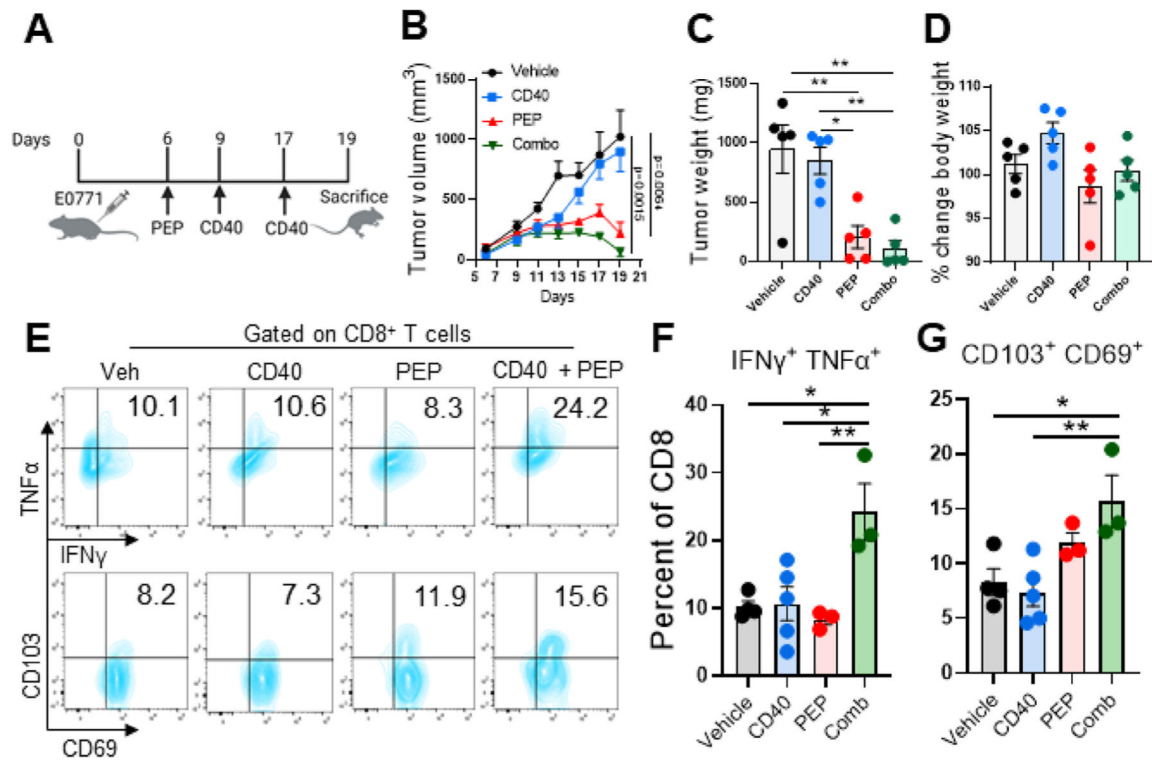 A
Days 0 6 9 17 19
E0771
PEP CD40 CD40
Sacrifice
B
Tumor volume (mm³)
1500
1000
500
0
5 7 9 11 13 15 17 19 21
Days
Vehicle
CD40
PEP
Combo
p=0.0015
p=0.0064
C
Tumor weight (mg)
1500
1000
500
0
**
**
**
*
Vehicle CD40 PEP Combo
D
% change body weight
110
105
100
95
90
Vehicle CD40 PEP Combo
E
Gated on CD8⁺ T cells
Veh CD40 PEP CD40 + PEP
10.1 10.6 8.3 24.2
TNFα
IFNγ
8.2 7.3 11.9 15.6
CD103
CD69
F
IFNγ⁺ TNFα⁺
Percent of CD8
40
30
20
10
0
*
*
**
Vehicle CD40 PEP Comb
G
CD103⁺ CD69⁺
25
20
15
10
5
0
*
**
Vehicle CD40 PEP Comb